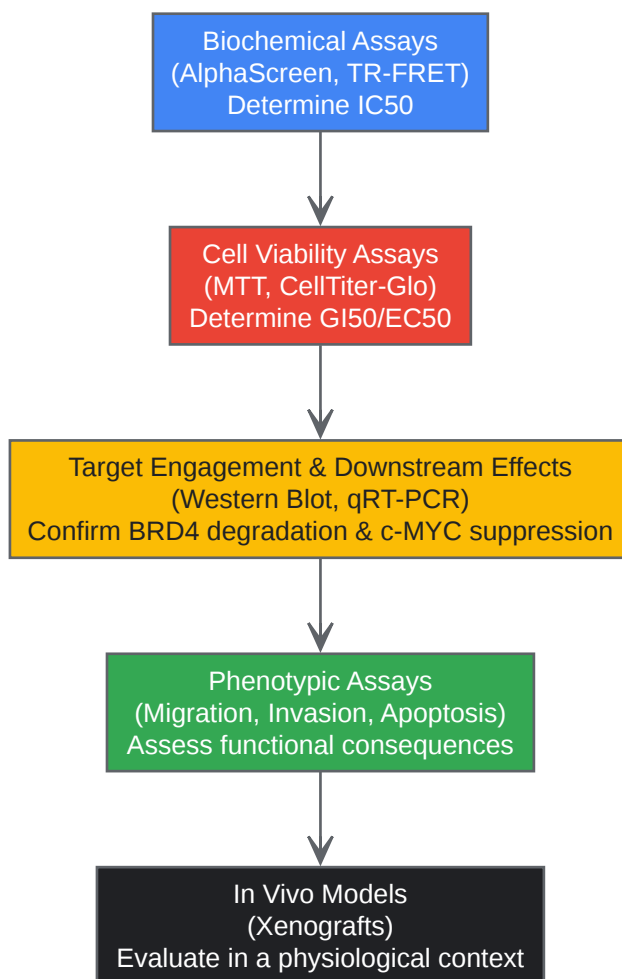 Biochemical Assays
(AlphaScreen, TR-FRET)
Determine IC50
Cell Viability Assays
(MTT, CellTiter-Glo)
Determine GI50/EC50
Target Engagement & Downstream Effects
(Western Blot, qRT-PCR)
Confirm BRD4 degradation & c-MYC suppression
Phenotypic Assays
(Migration, Invasion, Apoptosis)
Assess functional consequences
In Vivo Models
(Xenografts)
Evaluate in a physiological context